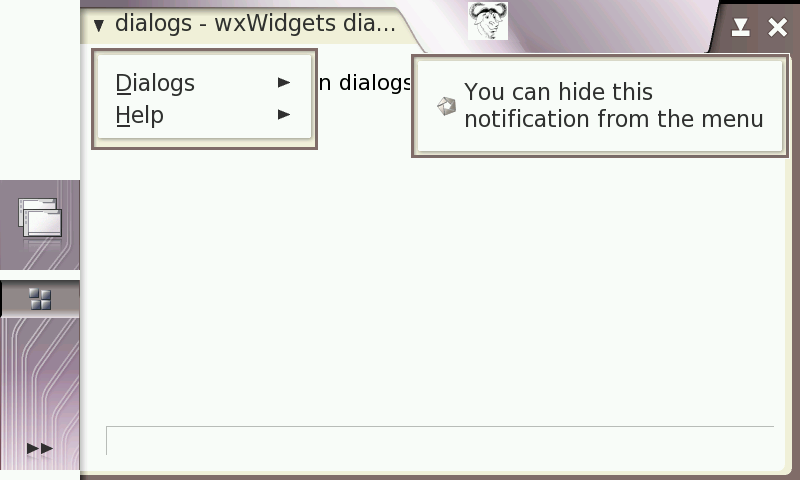 dialogs - wxWidgets dia...
Dialogs
Help
n dialogs
You can hide this
notification from the menu